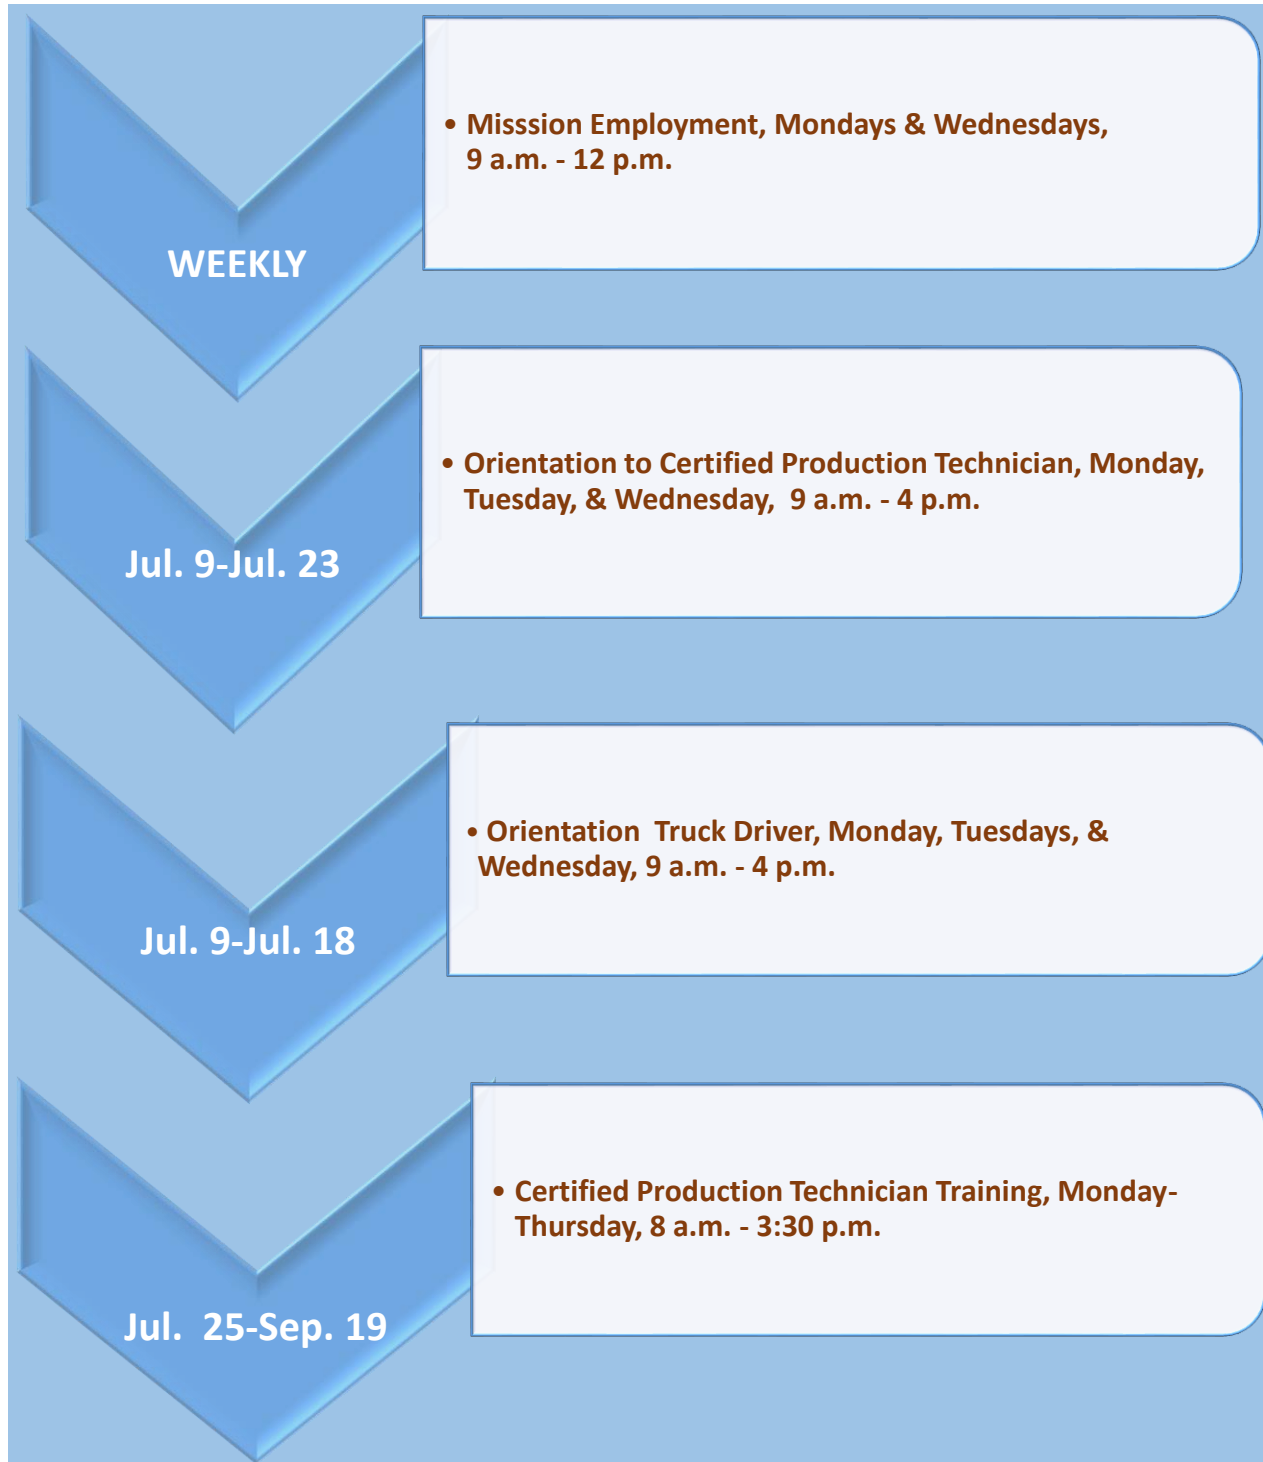 WEEKLY
• Misssion Employment, Mondays & Wednesdays,
9 a.m. - 12 p.m.
Jul. 9-Jul. 23
• Orientation to Certified Production Technician, Monday,
Tuesday, & Wednesday,  9 a.m. - 4 p.m.
Jul. 9-Jul. 18
• Orientation  Truck Driver, Monday, Tuesdays, &
Wednesday, 9 a.m. - 4 p.m.
Jul.  25-Sep. 19
• Certified Production Technician Training, Monday-
Thursday, 8 a.m. - 3:30 p.m.